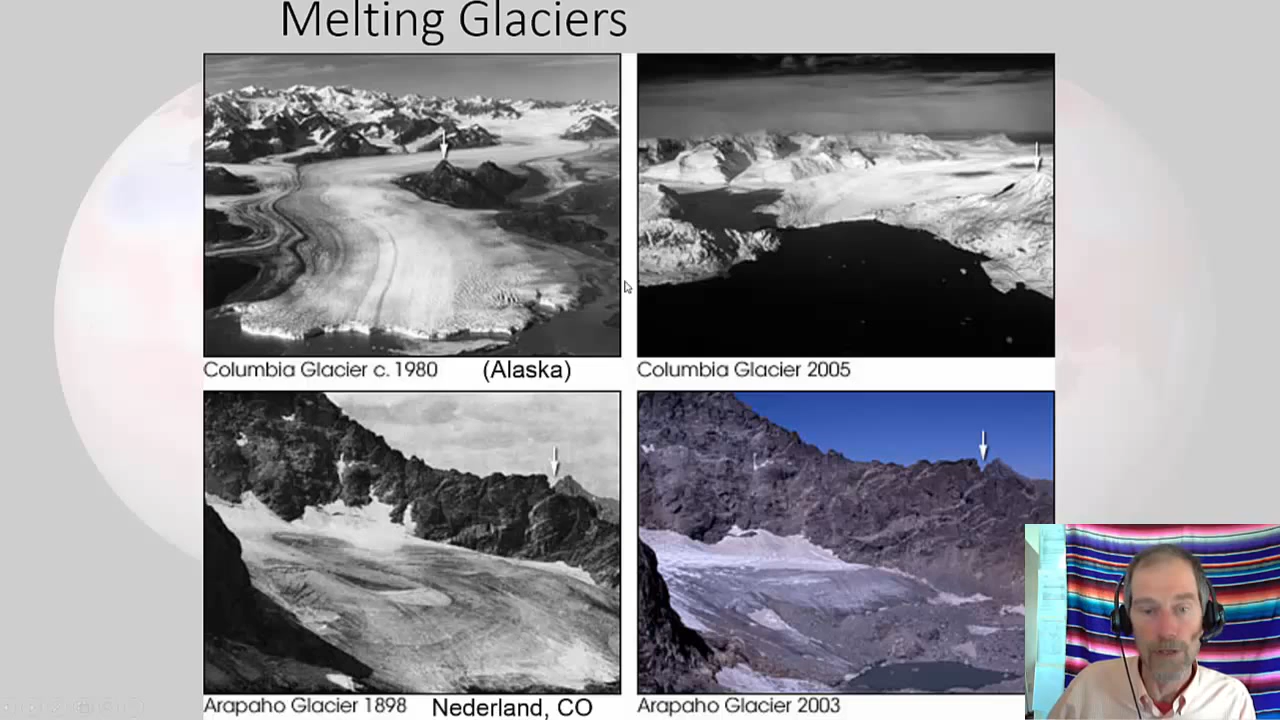 Melting Glaciers
Columbia Glacier c. 1980 (Alaska)
Columbia Glacier 2005
Arapaho Glacier 1898 Nederland, CO
Arapaho Glacier 2003